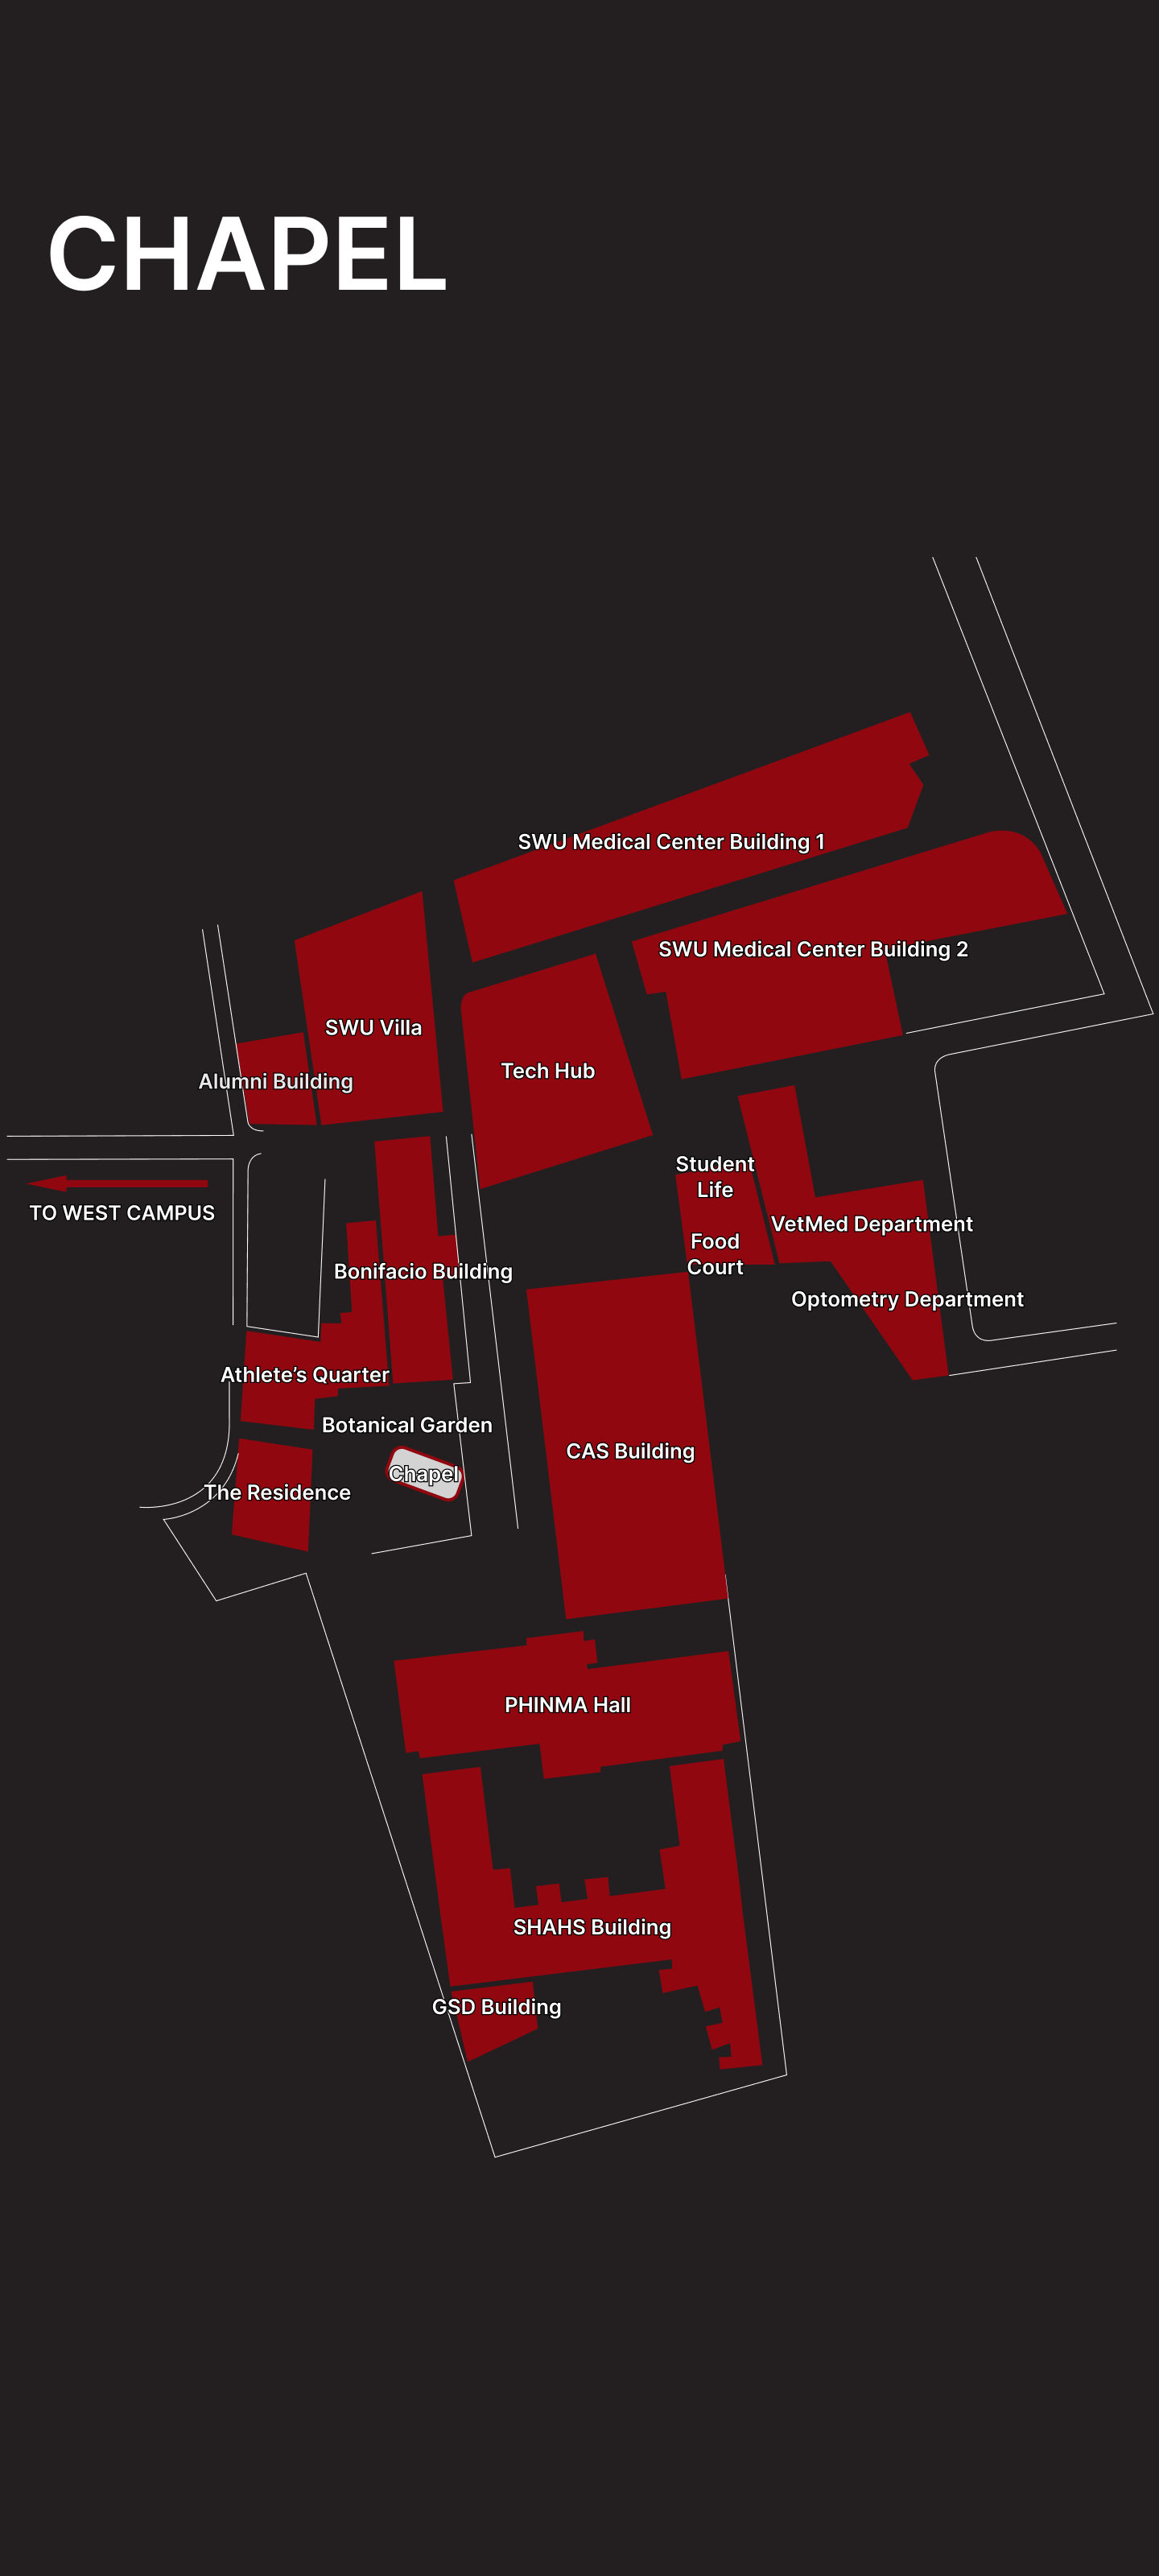 CHAPEL
SWU Medical Center Building 1
SWU Medical Center Building 2
SWU Villa
Tech Hub
Alumni Building
Student
Life
TO WEST CAMPUS
VetMed Department
Food
Court
Bonifacio Building
Optometry Department
Athlete’s Quarter
Botanical Garden
CAS Building
Chapel
The Residence
PHINMA Hall
SHAHS Building
GSD Building